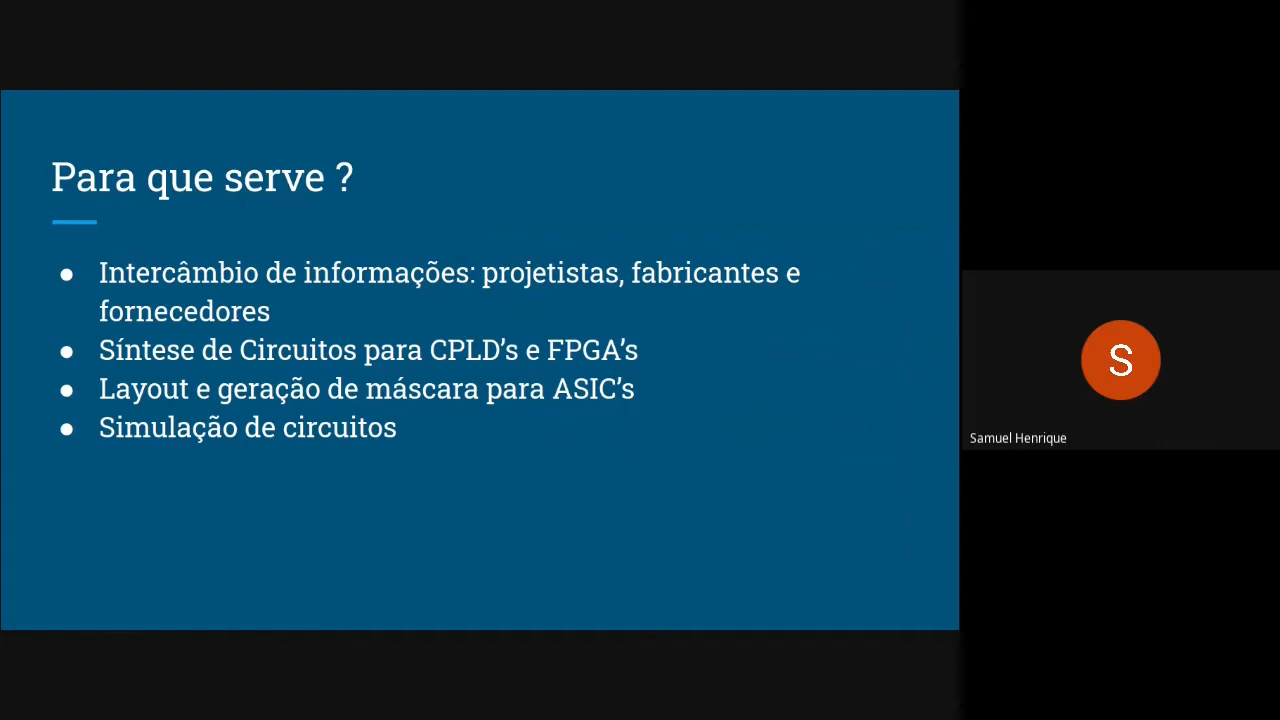 Para que serve ?
● Intercâmbio de informações: projetistas, fabricantes e
fornecedores
● Síntese de Circuitos para CPLD’s e FPGA’s
● Layout e geração de máscara para ASIC’s
● Simulação de circuitos
S
Samuel Henrique